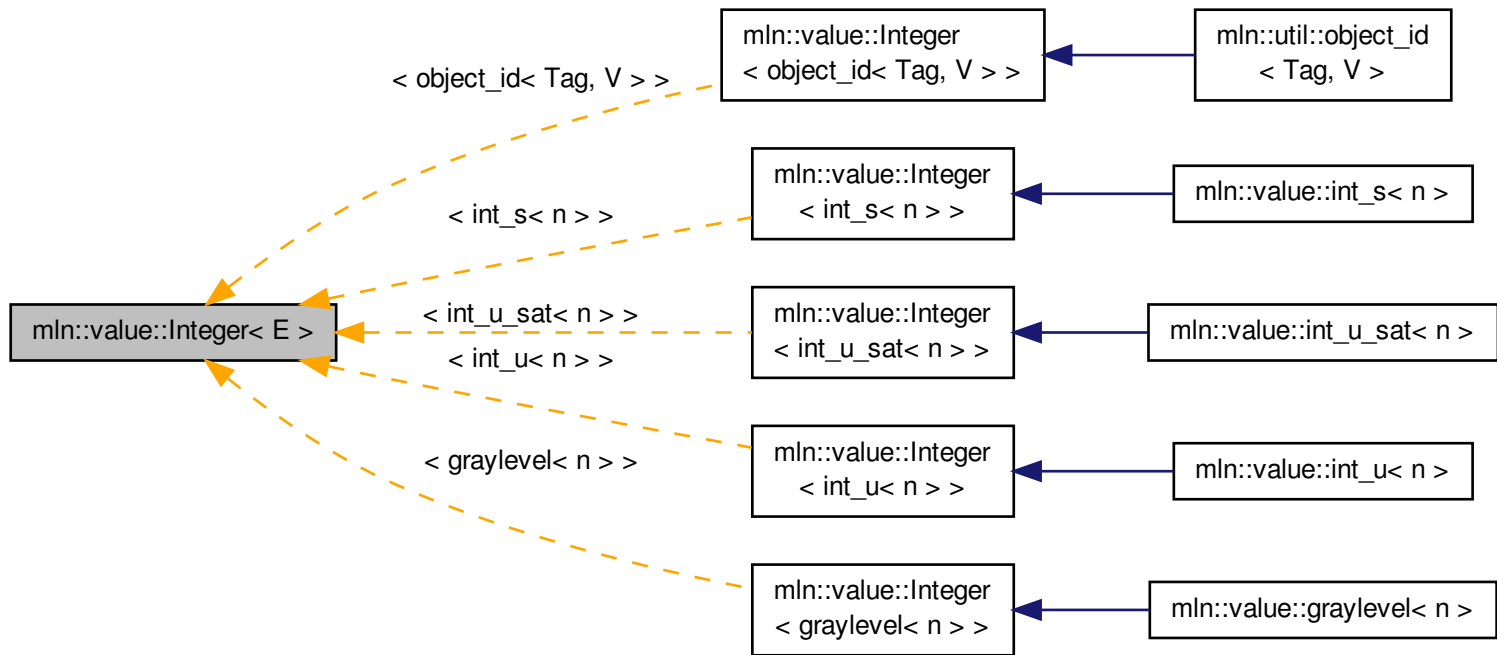 mln::value::Integer
< object_id< Tag, V > >
mln::util::object_id
< Tag, V >
< object_id< Tag, V > >
mln::value::Integer
< int_s< n > >
mln::value::int_s< n >
< int_s< n > >
mln::value::Integer< E >
< int_u_sat< n > >
mln::value::Integer
< int_u_sat< n > >
mln::value::int_u_sat< n >
< int_u< n > >
mln::value::Integer
< int_u< n > >
mln::value::int_u< n >
< graylevel< n > >
mln::value::Integer
< graylevel< n > >
mln::value::graylevel< n >